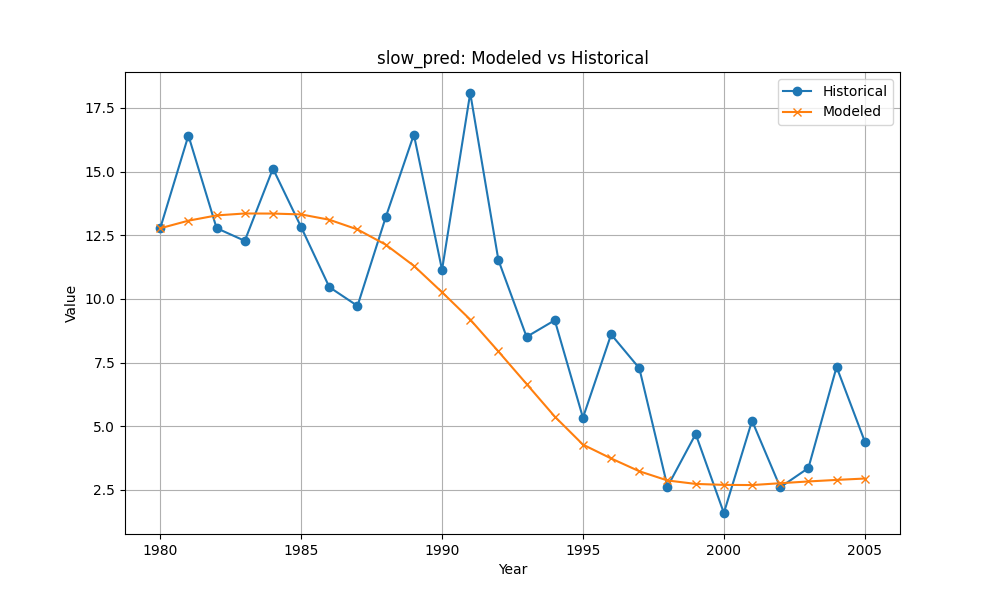 slow_pred: Modeled vs Historical
Historical
Modeled
17.5
15.0
12.5
10.0
7.5
5.0
2.5
Value
1980
1985
1990
1995
2000
2005
Year